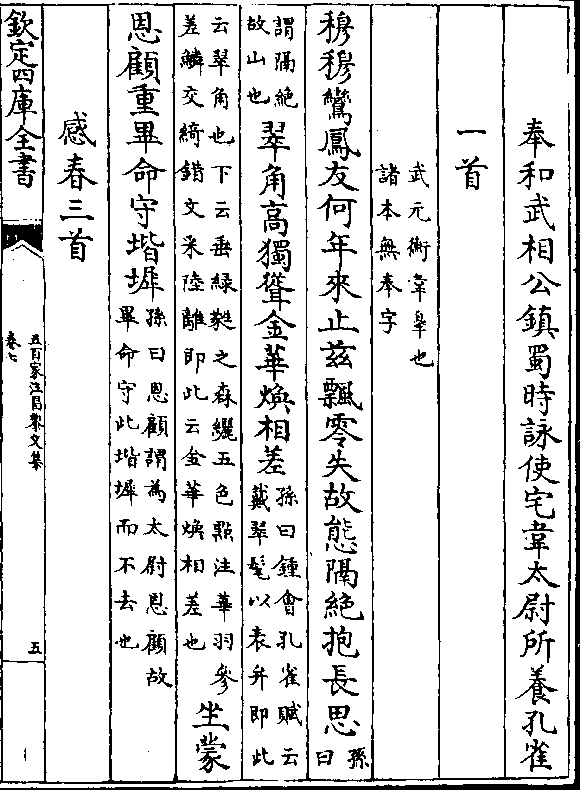 奉和武相公鎮蜀時詠使宅韋太尉所養孔雀
一首
武元衡韋臯也
諸本無奉字
穆穆鸞鳳友何年來止茲飄零失故態隔絶抱長思
孫曰
謂隔絶
故山也
翠角高獨聳金華煥相差
孫曰鍾會孔雀賦云
戴翠髦以表弁即此
云翠角也下云垂綠蕤之森纚五色點注華羽參
差鱗交綺錯文采陸離即此云金華煥相差也
坐蒙
恩顧重畢命守堦墀
孫曰恩顧謂為太尉恩顧故
畢命守此堦墀而不去也
感春三首
欽定四庫全書
五百家注昌黎文集
卷七
五